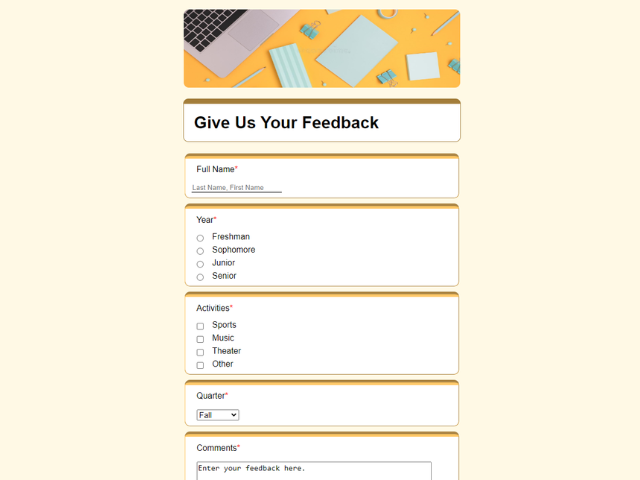 Give Us Your Feedback
Full Name*
Last Name, First Name
Year*
Freshman
Sophomore
Junior
Senior
Activities*
Sports
Music
Theater
Other
Quarter*
Fall
Comments*
Enter your feedback here.